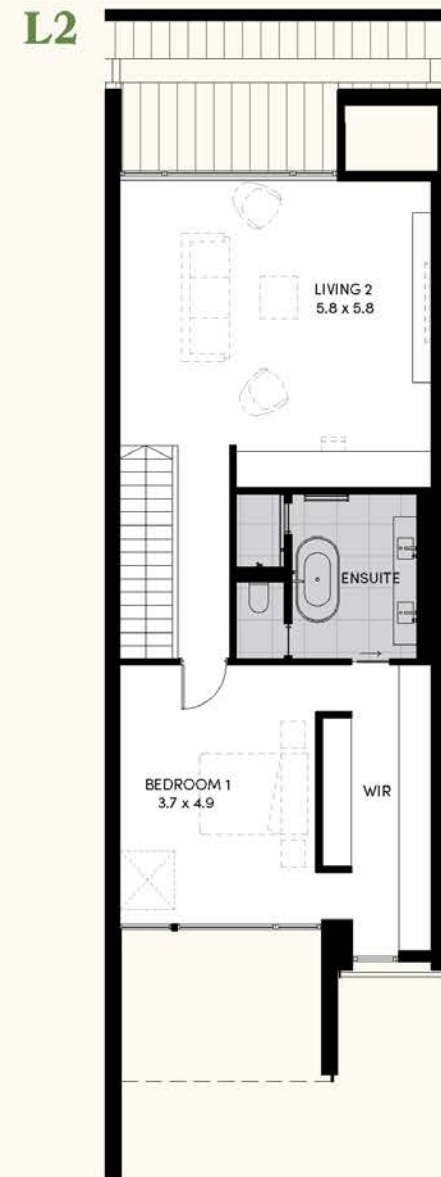 L2
LIVING 2
5.8 x 5.8
ENSUITE
BEDROOM 1
3.7 x 4.9
WIR